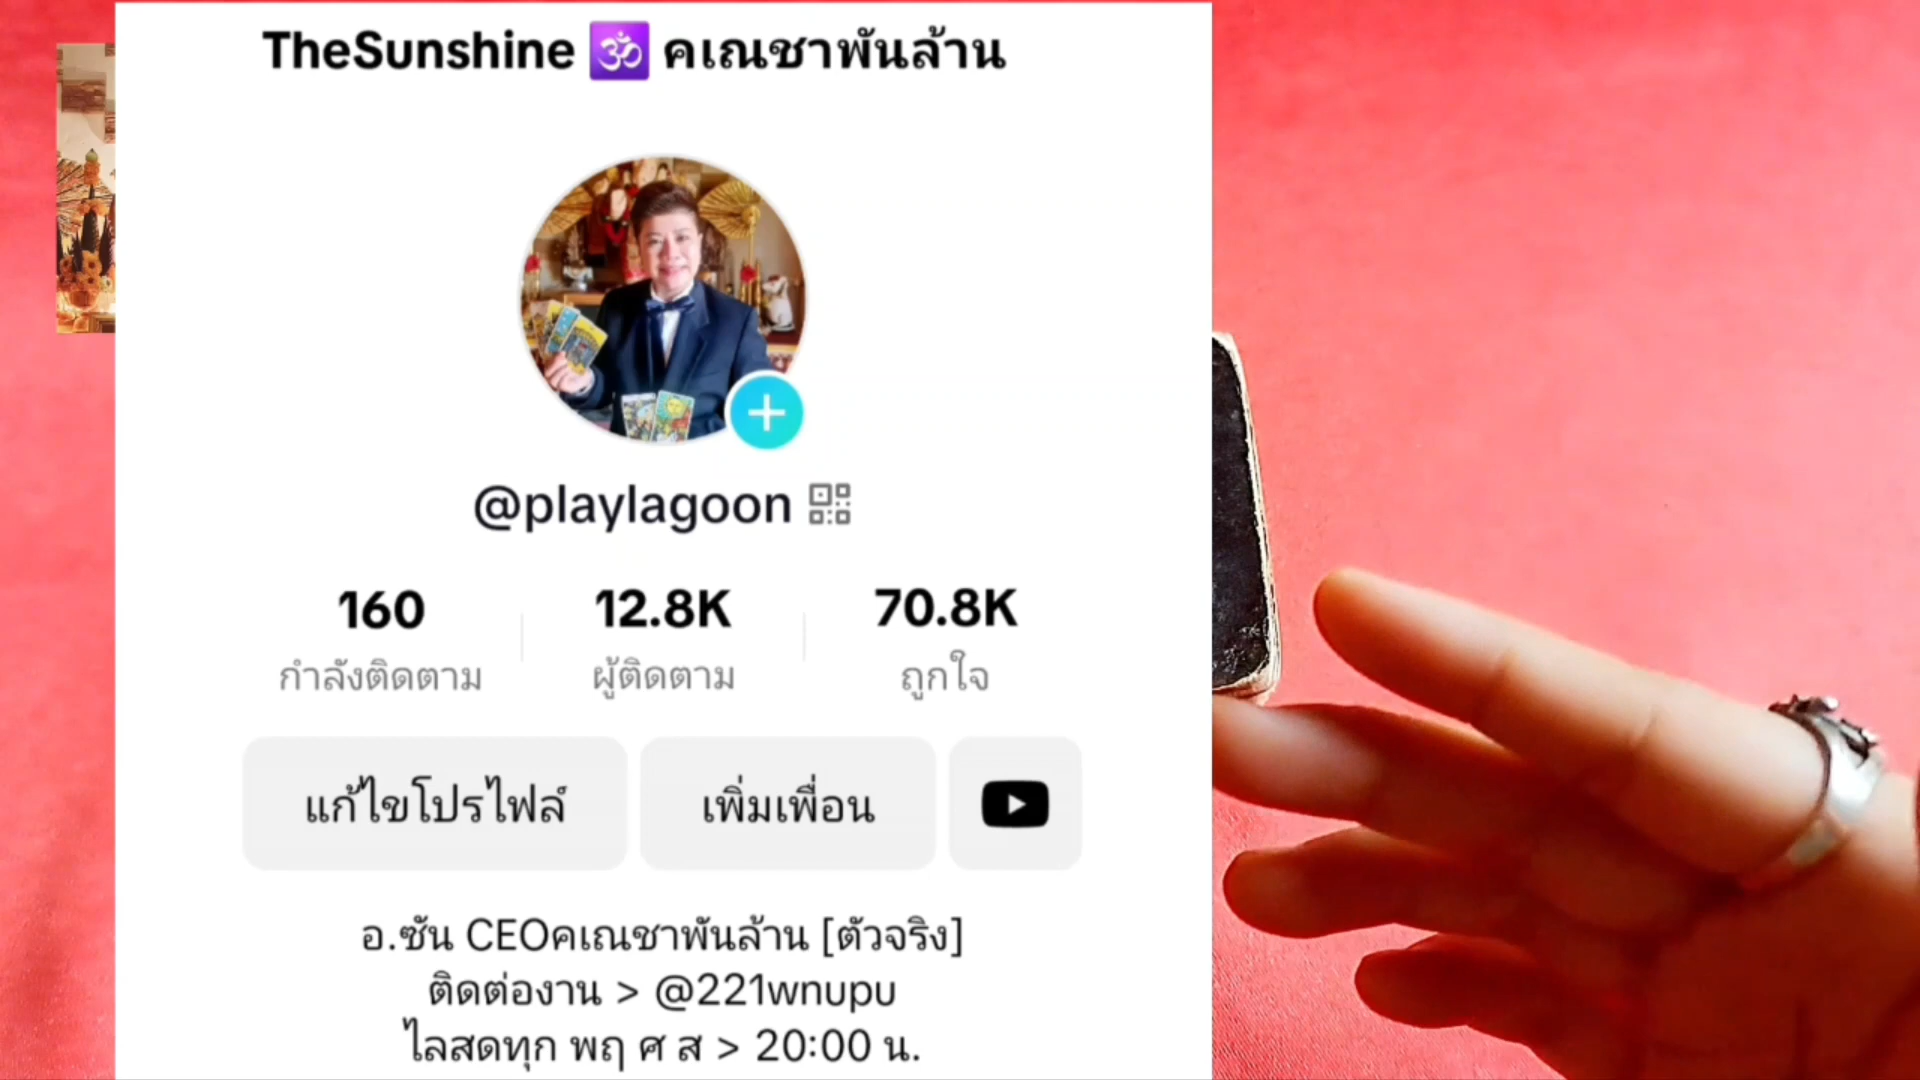 TheSunshine 🕉️ คเณชาพันล้าน
@playlagoon
160 12.8K 70.8K
กำลังติดตาม ผู้ติดตาม ถูกใจ
แก้ไขโปรไฟล์ เพิ่มเพื่อน
อ.ซัน CEOคเณชาพันล้าน [ตัวจริง]
ติดต่องาน > @221wnupu
ไลสดทุก พฤ ศ ส > 20:00 น.